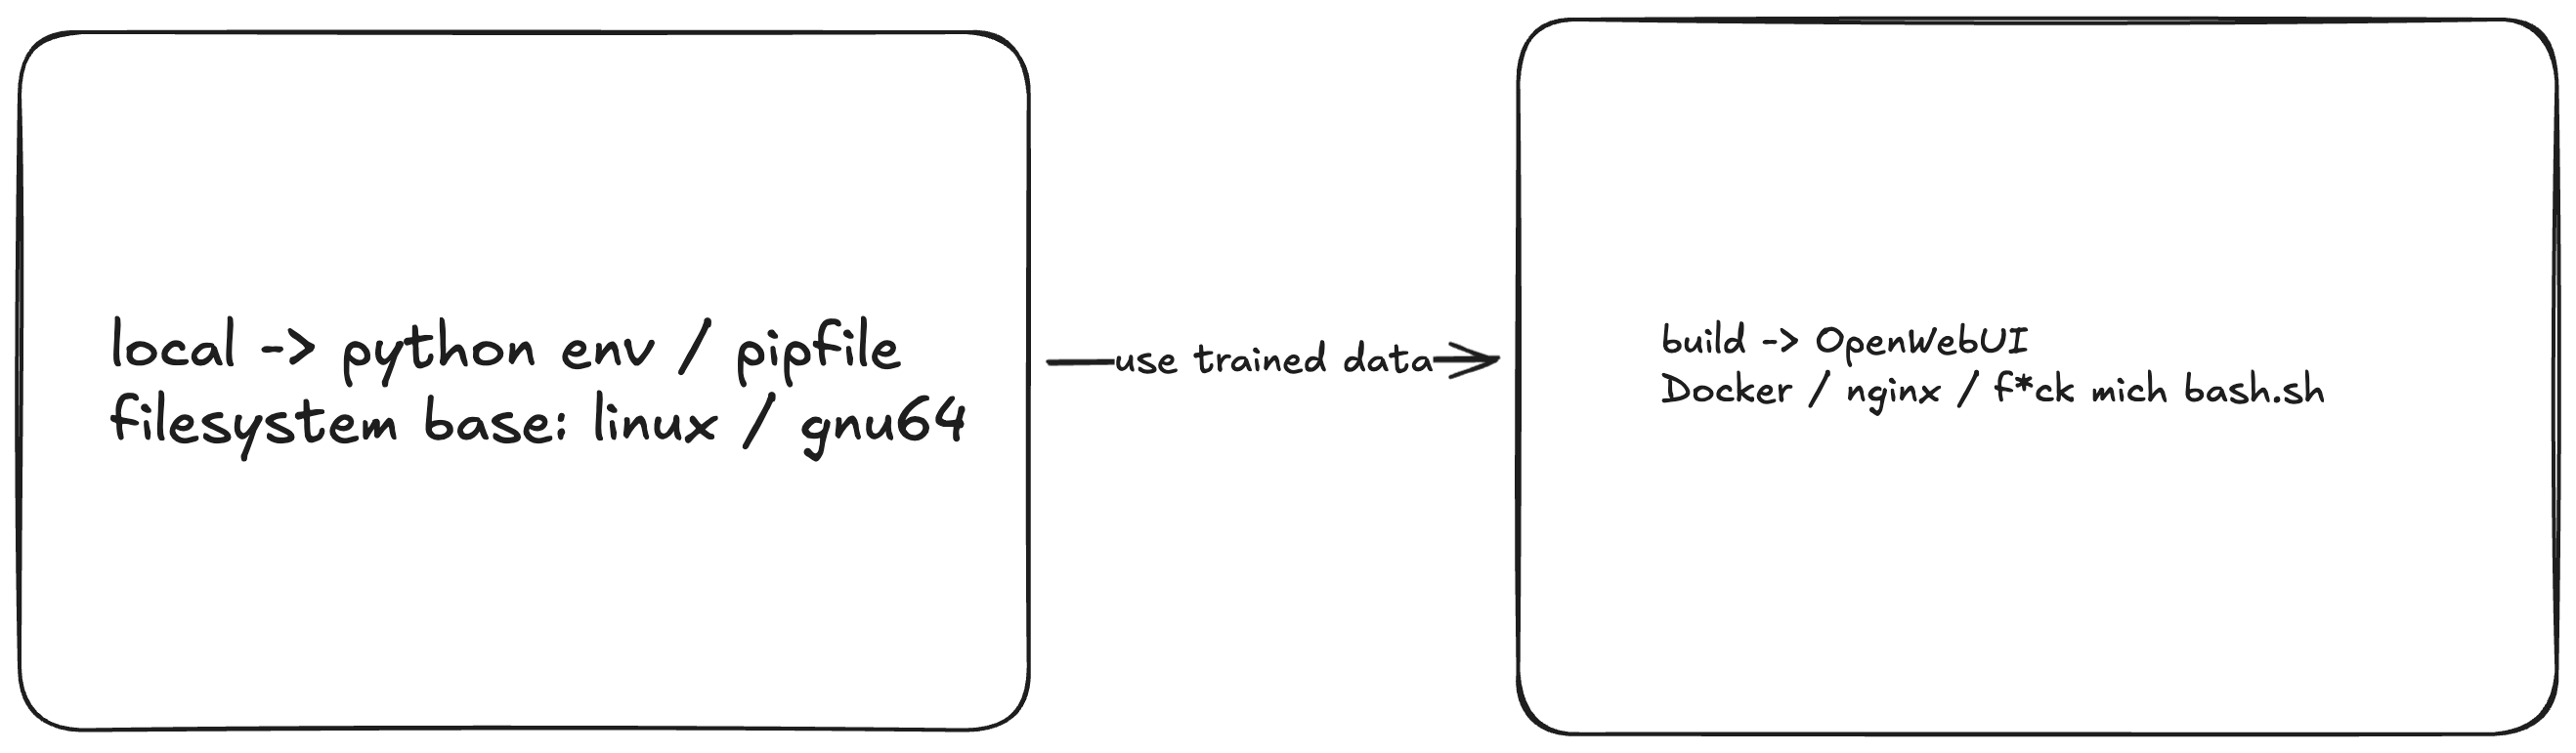 local -> python env / pipfile
filesystem base: linux / gnu64
use trained data
build -> OpenWebUI
Docker / nginx / f*ck mich bash.sh